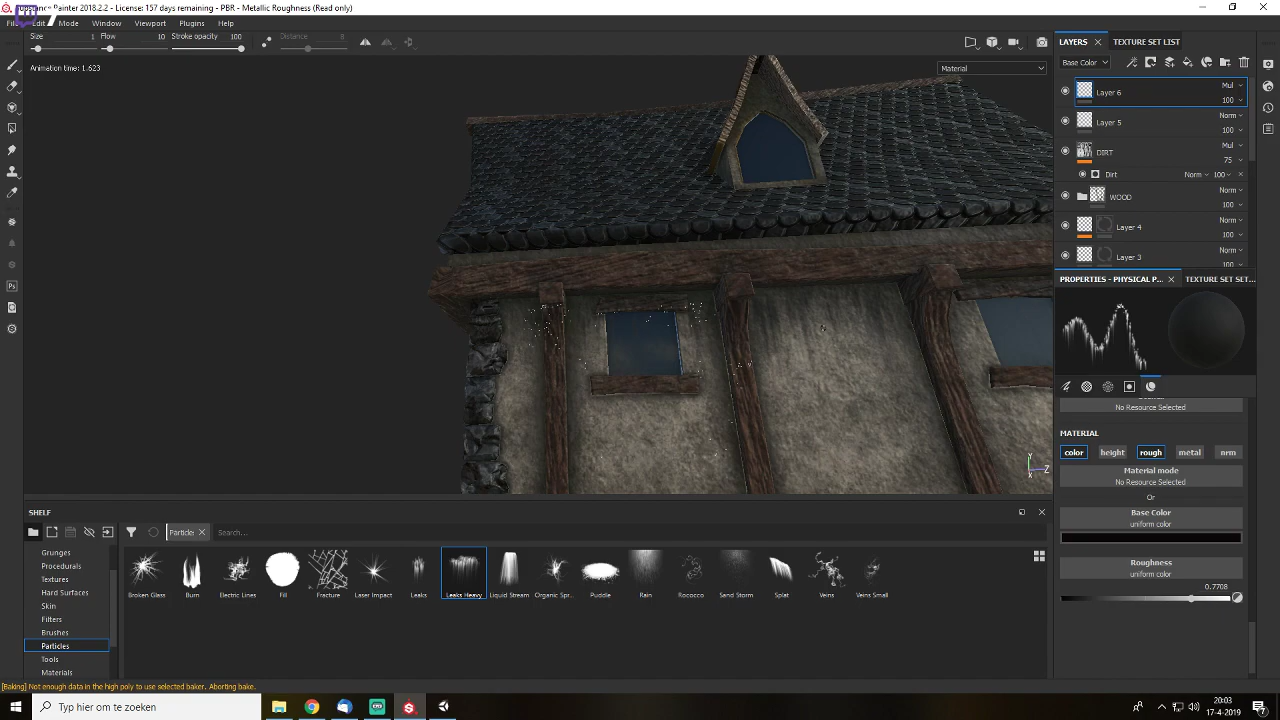 Substance Painter 2018.2.2 - License: 157 days remaining - PBR - Metallic Roughness (Read only)
Edit Mode Window Viewport Plugins Help
Size 1 Flow 10 Stroke opacity 100 Distance 8
Animation time: 1.623
Material
LAYERS TEXTURE SET LIST
Base Color
Layer 6 Mul 100
Layer 5 Norm 100
DIRT Mul 75
Dirt Norm 100
WOOD Norm 100
Layer 4 Norm 100
Layer 3 Norm 100
PROPERTIES - PHYSICAL P... TEXTURE SET SET...
No Resource Selected
MATERIAL
color height rough metal nrm
Material mode
No Resource Selected
Or
Base Color
uniform color
Roughness
uniform color
0.7708
Y
Z
X
SHELF
Particle: Search...
Grunges
Procedurals
Textures
Hard Surfaces
Skin
Filters
Brushes
Particles
Tools
Materials
Broken Glass Burn Electric Lines Fill Fracture Laser Impact Leaks Leaks Heavy Liquid Stream Organic Spr... Puddle Rain Rococco Sand Storm Splat Veins Veins Small
[Baking] Not enough data in the high poly to use selected baker. Aborting bake.
Typ hier om te zoeken
20:03
17-4-2019